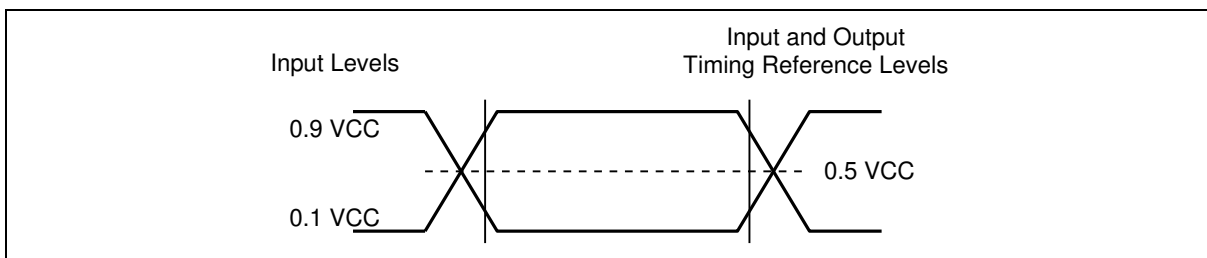 Input and Output
Input Levels
Timing Reference Levels
0.9 VCC
0.5 VCC
0.1 VCC